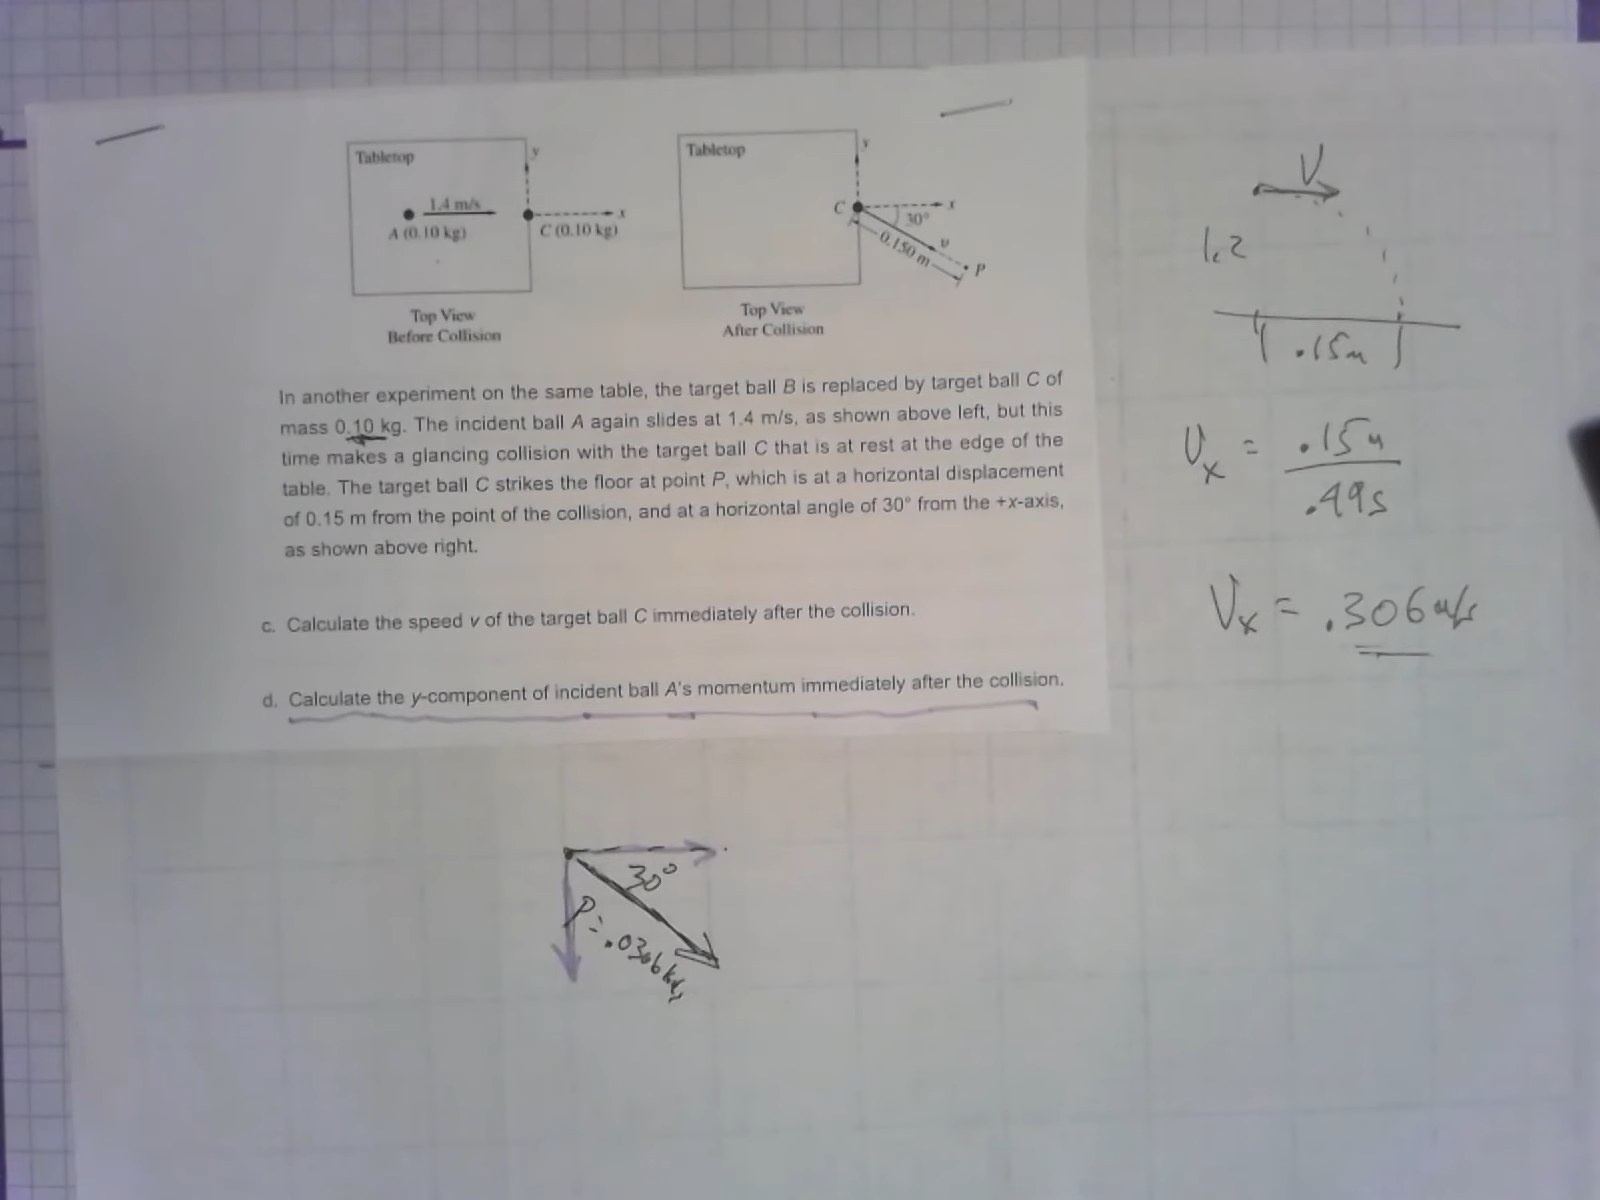 Tabletop
y
1.4 m/s
x
A (0.10 kg)
C (0.10 kg)
Top View
Before Collision
Tabletop
y
C
x
30°
υ
0.150 m
P
Top View
After Collision
In another experiment on the same table, the target ball B is replaced by target ball C of
mass 0.10 kg. The incident ball A again slides at 1.4 m/s, as shown above left, but this
time makes a glancing collision with the target ball C that is at rest at the edge of the
table. The target ball C strikes the floor at point P, which is at a horizontal displacement
of 0.15 m from the point of the collision, and at a horizontal angle of 30° from the +x-axis,
as shown above right.
c. Calculate the speed v of the target ball C immediately after the collision.
d. Calculate the y-component of incident ball A's momentum immediately after the collision.
V
1.2
.15m
Vx = .15m
.49s
Vx = .306 m/s
30°
P = .0306